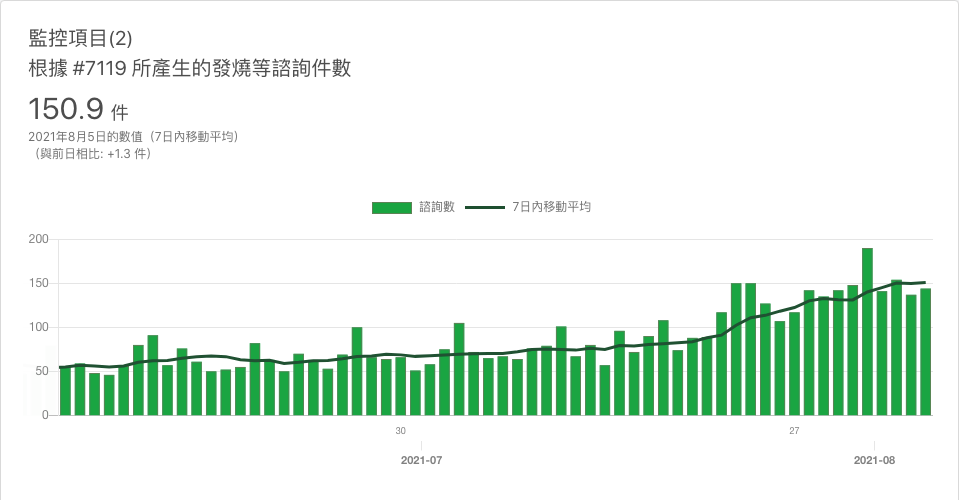 監控項目(2)
根據 #7119 所產生的發燒等諮詢件數
150.9 件
2021年8月5日的數值（7日內移動平均）
（與前日相比: +1.3 件）
諮詢數 7日內移動平均
200
150
100
50
0
30 27
2021-07 2021-08